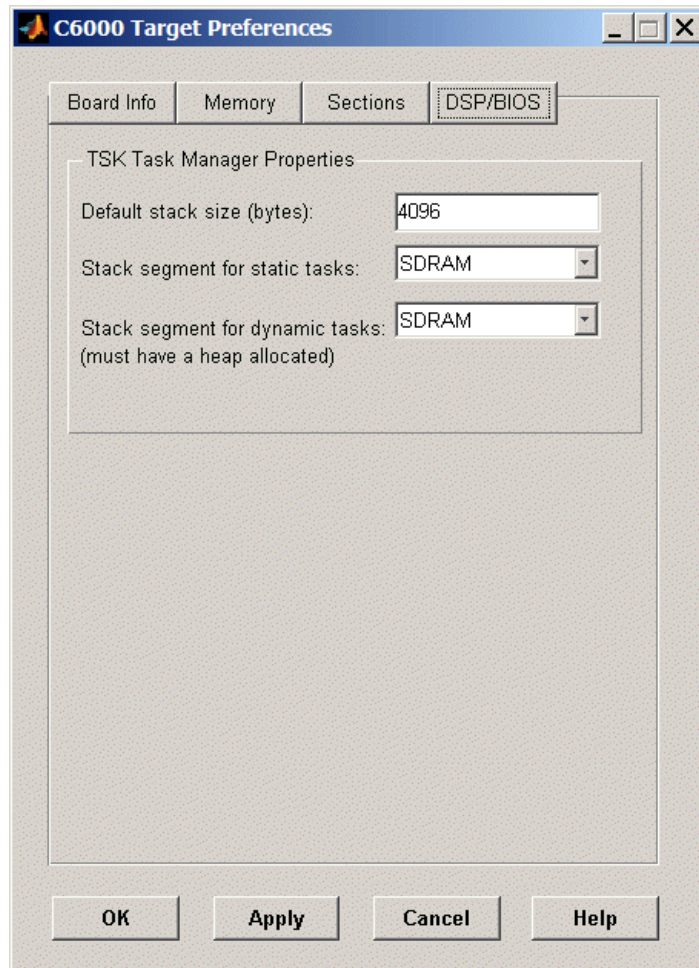 C6000 Target Preferences
Board Info Memory Sections DSP/BIOS
TSK Task Manager Properties
Default stack size (bytes): 4096
Stack segment for static tasks: SDRAM
Stack segment for dynamic tasks: SDRAM
(must have a heap allocated)
OK Apply Cancel Help